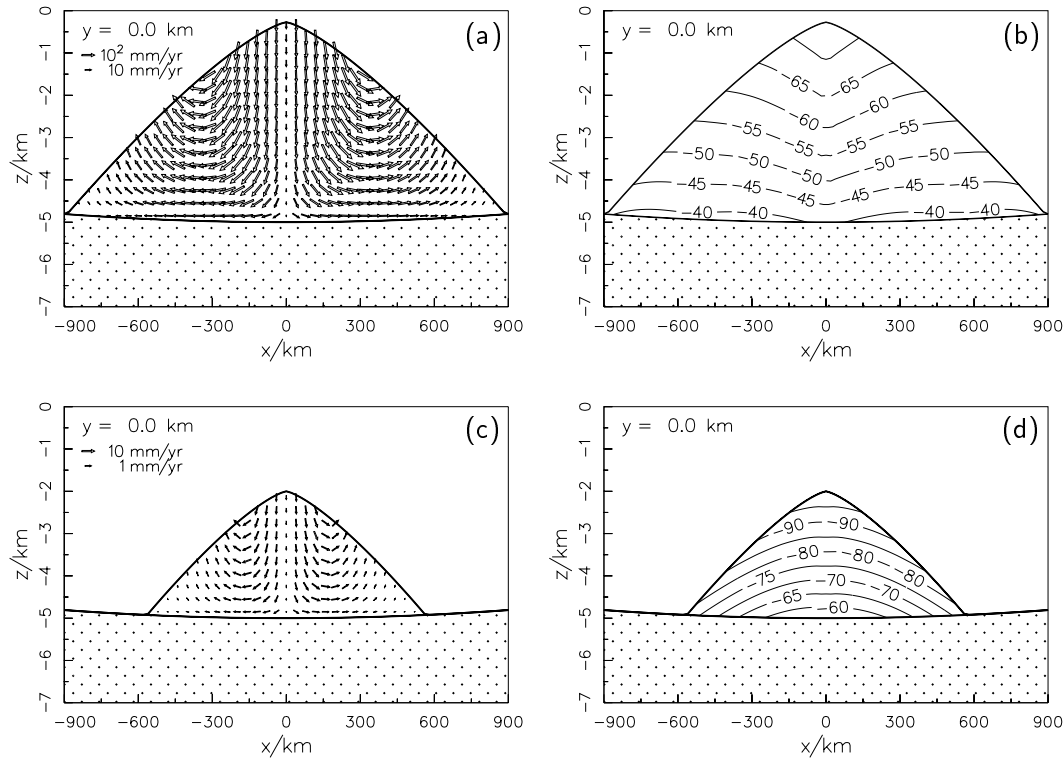 y = 0.0 km
(a)
10² mm/yr
10 mm/yr
0
-1
-2
-3
-4
-5
-6
-7
z/km
-900 -600 -300 0 300 600 900
x/km
y = 0.0 km
(b)
-65 -65
-60 -60
-55 -55 -55 -55
-50 -50 -50 -50
-45 -45 -45 -45
-40 -40 -40 -40
0
-1
-2
-3
-4
-5
-6
-7
z/km
-900 -600 -300 0 300 600 900
x/km
y = 0.0 km
(c)
10 mm/yr
1 mm/yr
0
-1
-2
-3
-4
-5
-6
-7
z/km
-900 -600 -300 0 300 600 900
x/km
y = 0.0 km
(d)
-90 -90
-80 -80 -80
-75 -70 -70
-65
-60
0
-1
-2
-3
-4
-5
-6
-7
z/km
-900 -600 -300 0 300 600 900
x/km